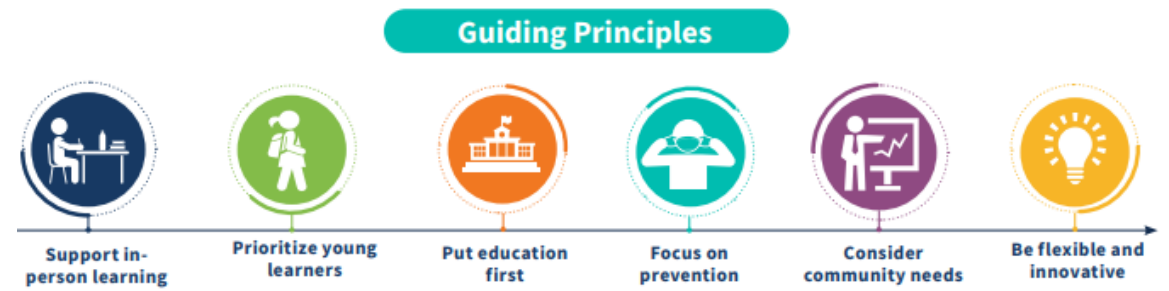 Guiding Principles
Support in-
person learning
Prioritize young
learners
Put education
first
Focus on
prevention
Consider
community needs
Be flexible and
innovative